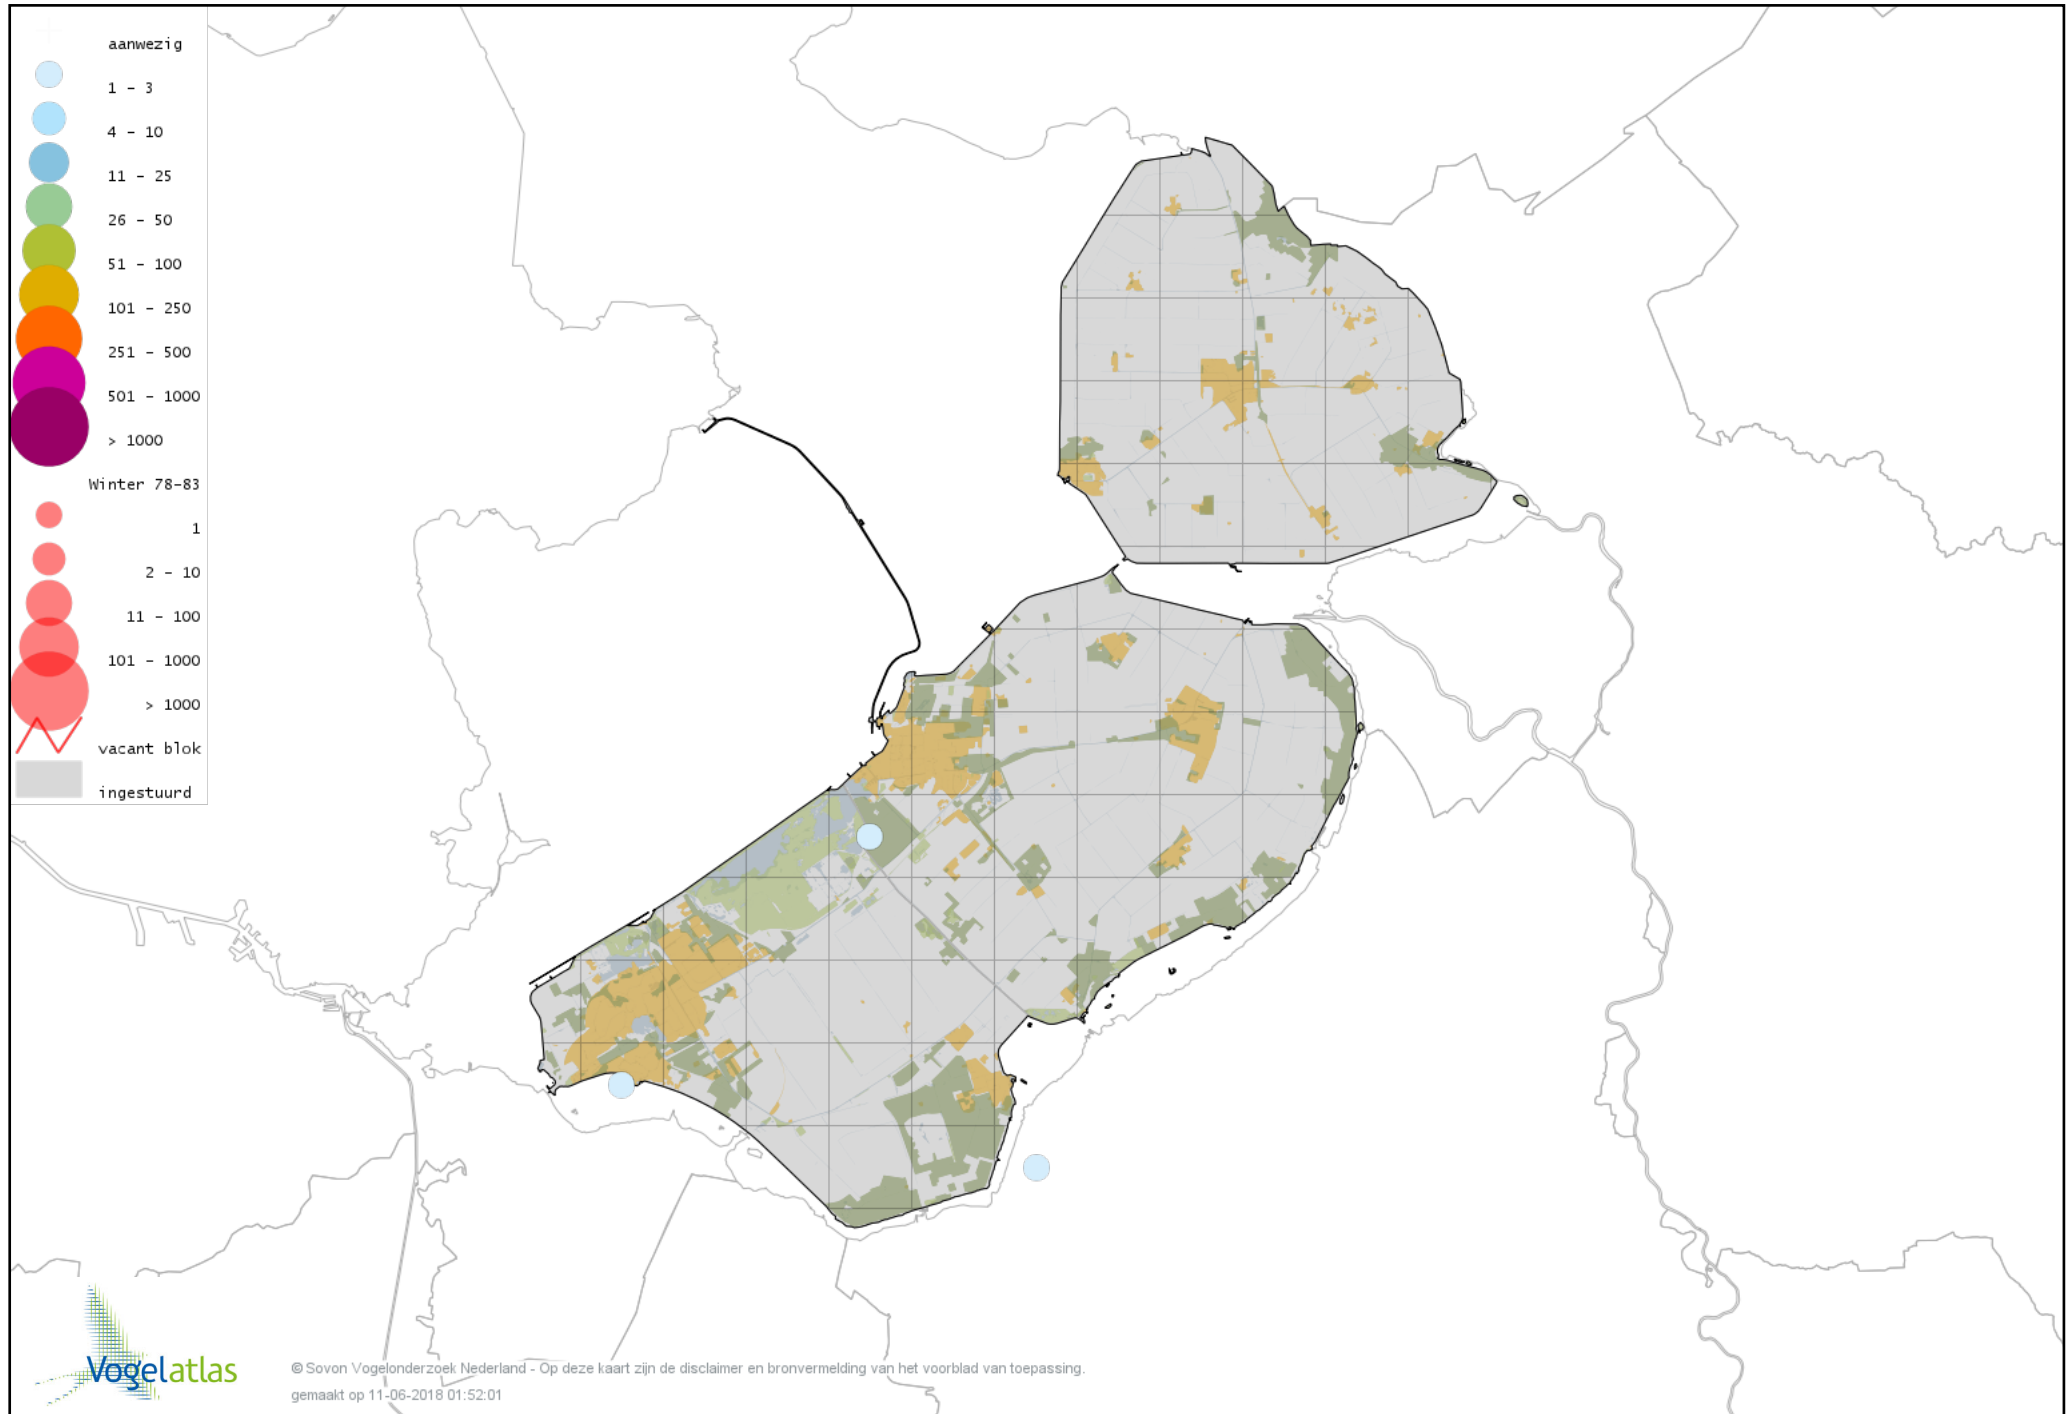 aanwezig
1 - 3
4 - 10
11 - 25
26 - 50
51 - 100
101 - 250
251 - 500
501 - 1000
> 1000
Winter 78-83
1
2 - 10
11 - 100
101 - 1000
> 1000
vacant blok
ingestuurd
Vogelatlas
© Sovon Vogelonderzoek Nederland - Op deze kaart zijn de disclaimer en bronvermelding van het voorblad van toepassing.
gemaakt op 11-06-2018 01:52:01